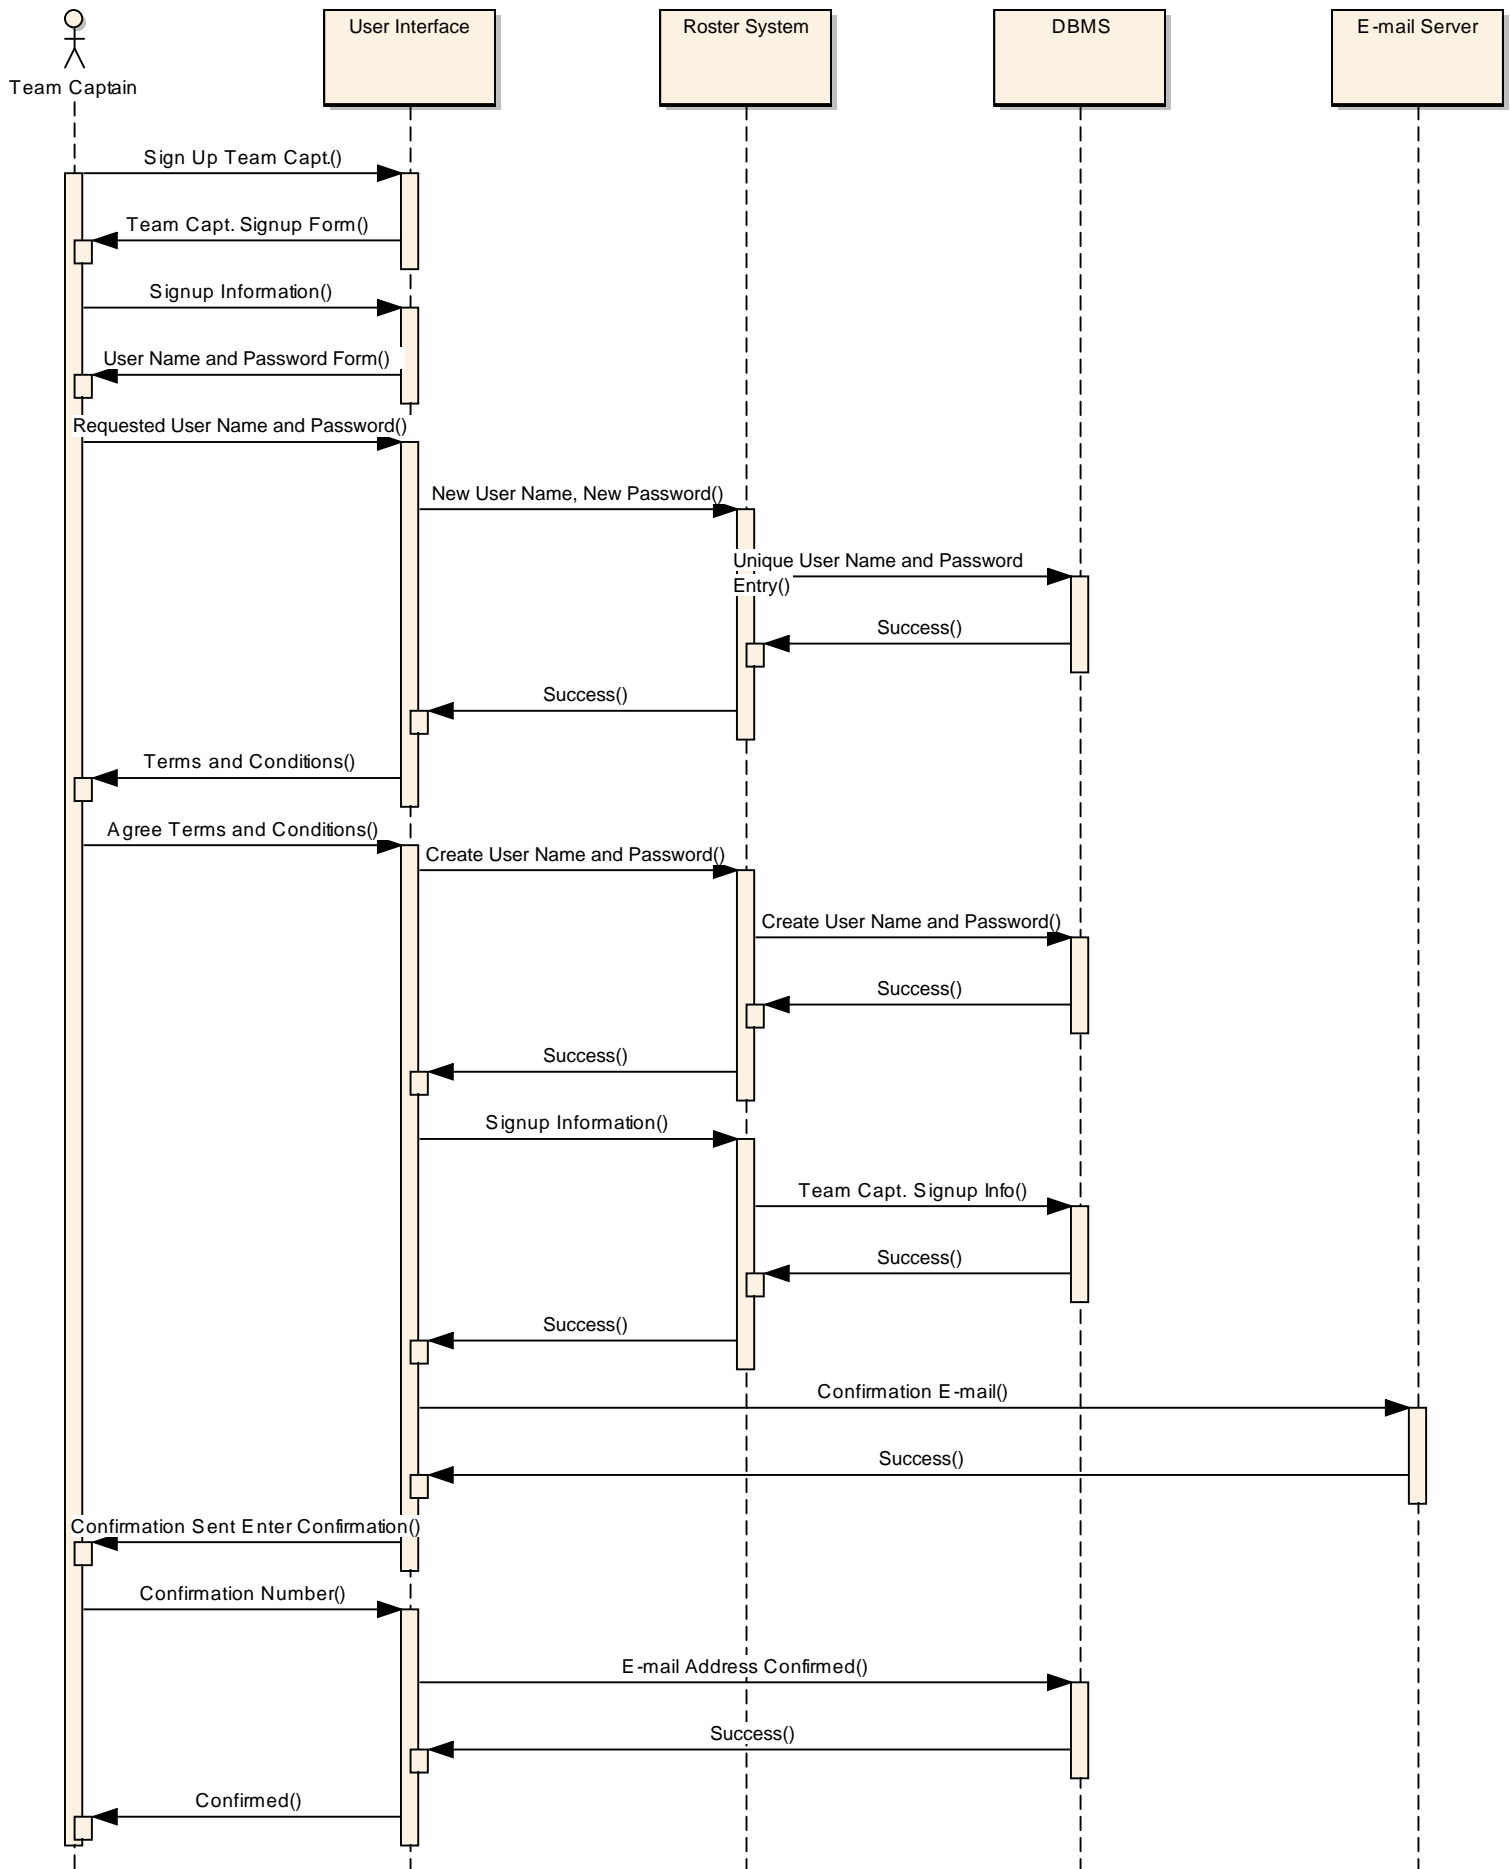 Team Captain
User Interface
Roster System
DBMS
E-mail Server
Sign Up Team Capt.()
Team Capt. Signup Form()
Signup Information()
User Name and Password Form()
Requested User Name and Password()
New User Name, New Password()
Unique User Name and Password
Entry()
Success()
Success()
Terms and Conditions()
Agree Terms and Conditions()
Create User Name and Password()
Create User Name and Password()
Success()
Success()
Signup Information()
Team Capt. Signup Info()
Success()
Success()
Confirmation E-mail()
Success()
Confirmation Sent Enter Confirmation()
Confirmation Number()
E-mail Address Confirmed()
Success()
Confirmed()